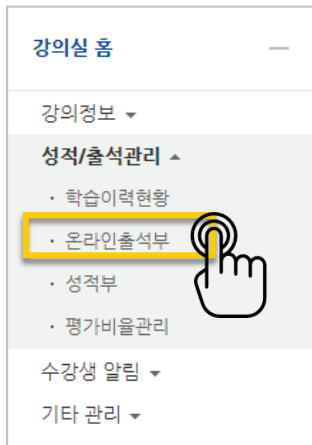 강의실 홈
강의정보
성적/출석관리
· 학습이력현황
· 온라인출석부
· 성적부
· 평가비율관리
수강생 알림
기타 관리